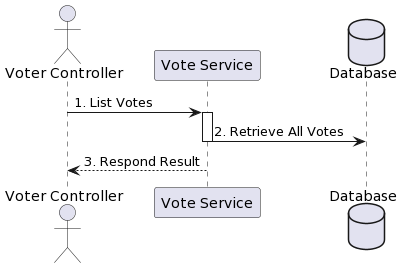 Voter Controller
Vote Service
Database
1. List Votes
2. Retrieve All Votes
3. Respond Result
Voter Controller
Vote Service
Database